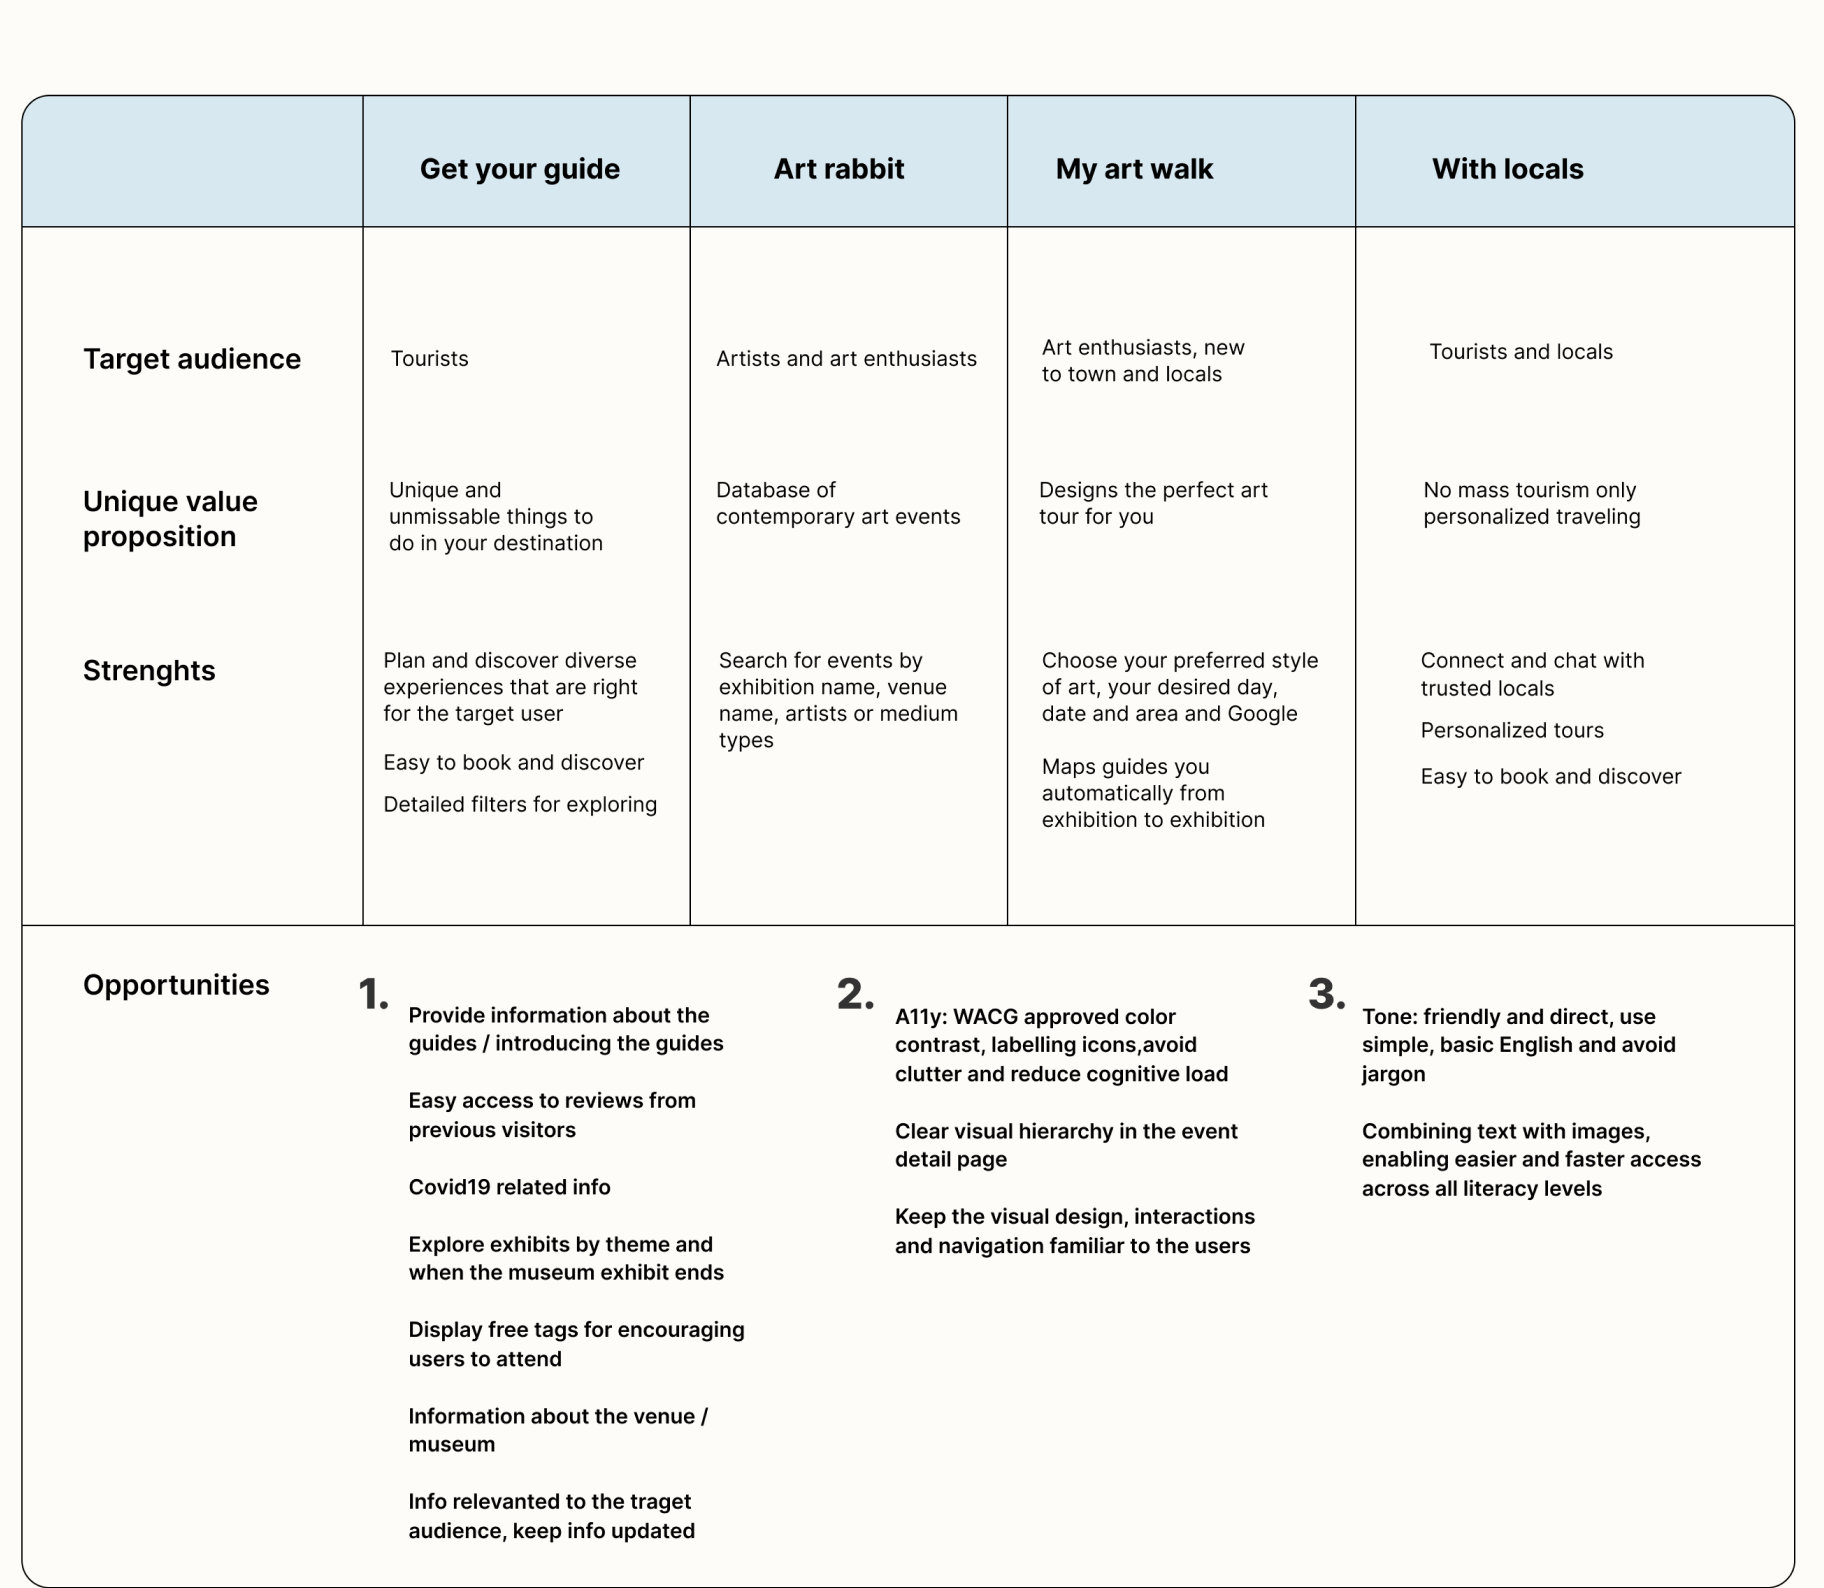 Get your guide
Art rabbit
My art walk
With locals
Target audience
Tourists
Artists and art enthusiasts
Art enthusiasts, new
to town and locals
Tourists and locals
Unique value
proposition
Unique and
unmissable things to
do in your destination
Database of
contemporary art events
Designs the perfect art
tour for you
No mass tourism only
personalized traveling
Strenghts
Plan and discover diverse
experiences that are right
for the target user
Easy to book and discover
Detailed filters for exploring
Search for events by
exhibition name, venue
name, artists or medium
types
Choose your preferred style
of art, your desired day,
date and area and Google
Maps guides you
automatically from
exhibition to exhibition
Connect and chat with
trusted locals
Personalized tours
Easy to book and discover
Opportunities
1.
Provide information about the
guides / introducing the guides
Easy access to reviews from
previous visitors
Covid19 related info
Explore exhibits by theme and
when the museum exhibit ends
Display free tags for encouraging
users to attend
Information about the venue /
museum
Info relevanted to the traget
audience, keep info updated
2.
A11y: WACG approved color
contrast, labelling icons,avoid
clutter and reduce cognitive load
Clear visual hierarchy in the event
detail page
Keep the visual design, interactions
and navigation familiar to the users
3.
Tone: friendly and direct, use
simple, basic English and avoid
jargon
Combining text with images,
enabling easier and faster access
across all literacy levels